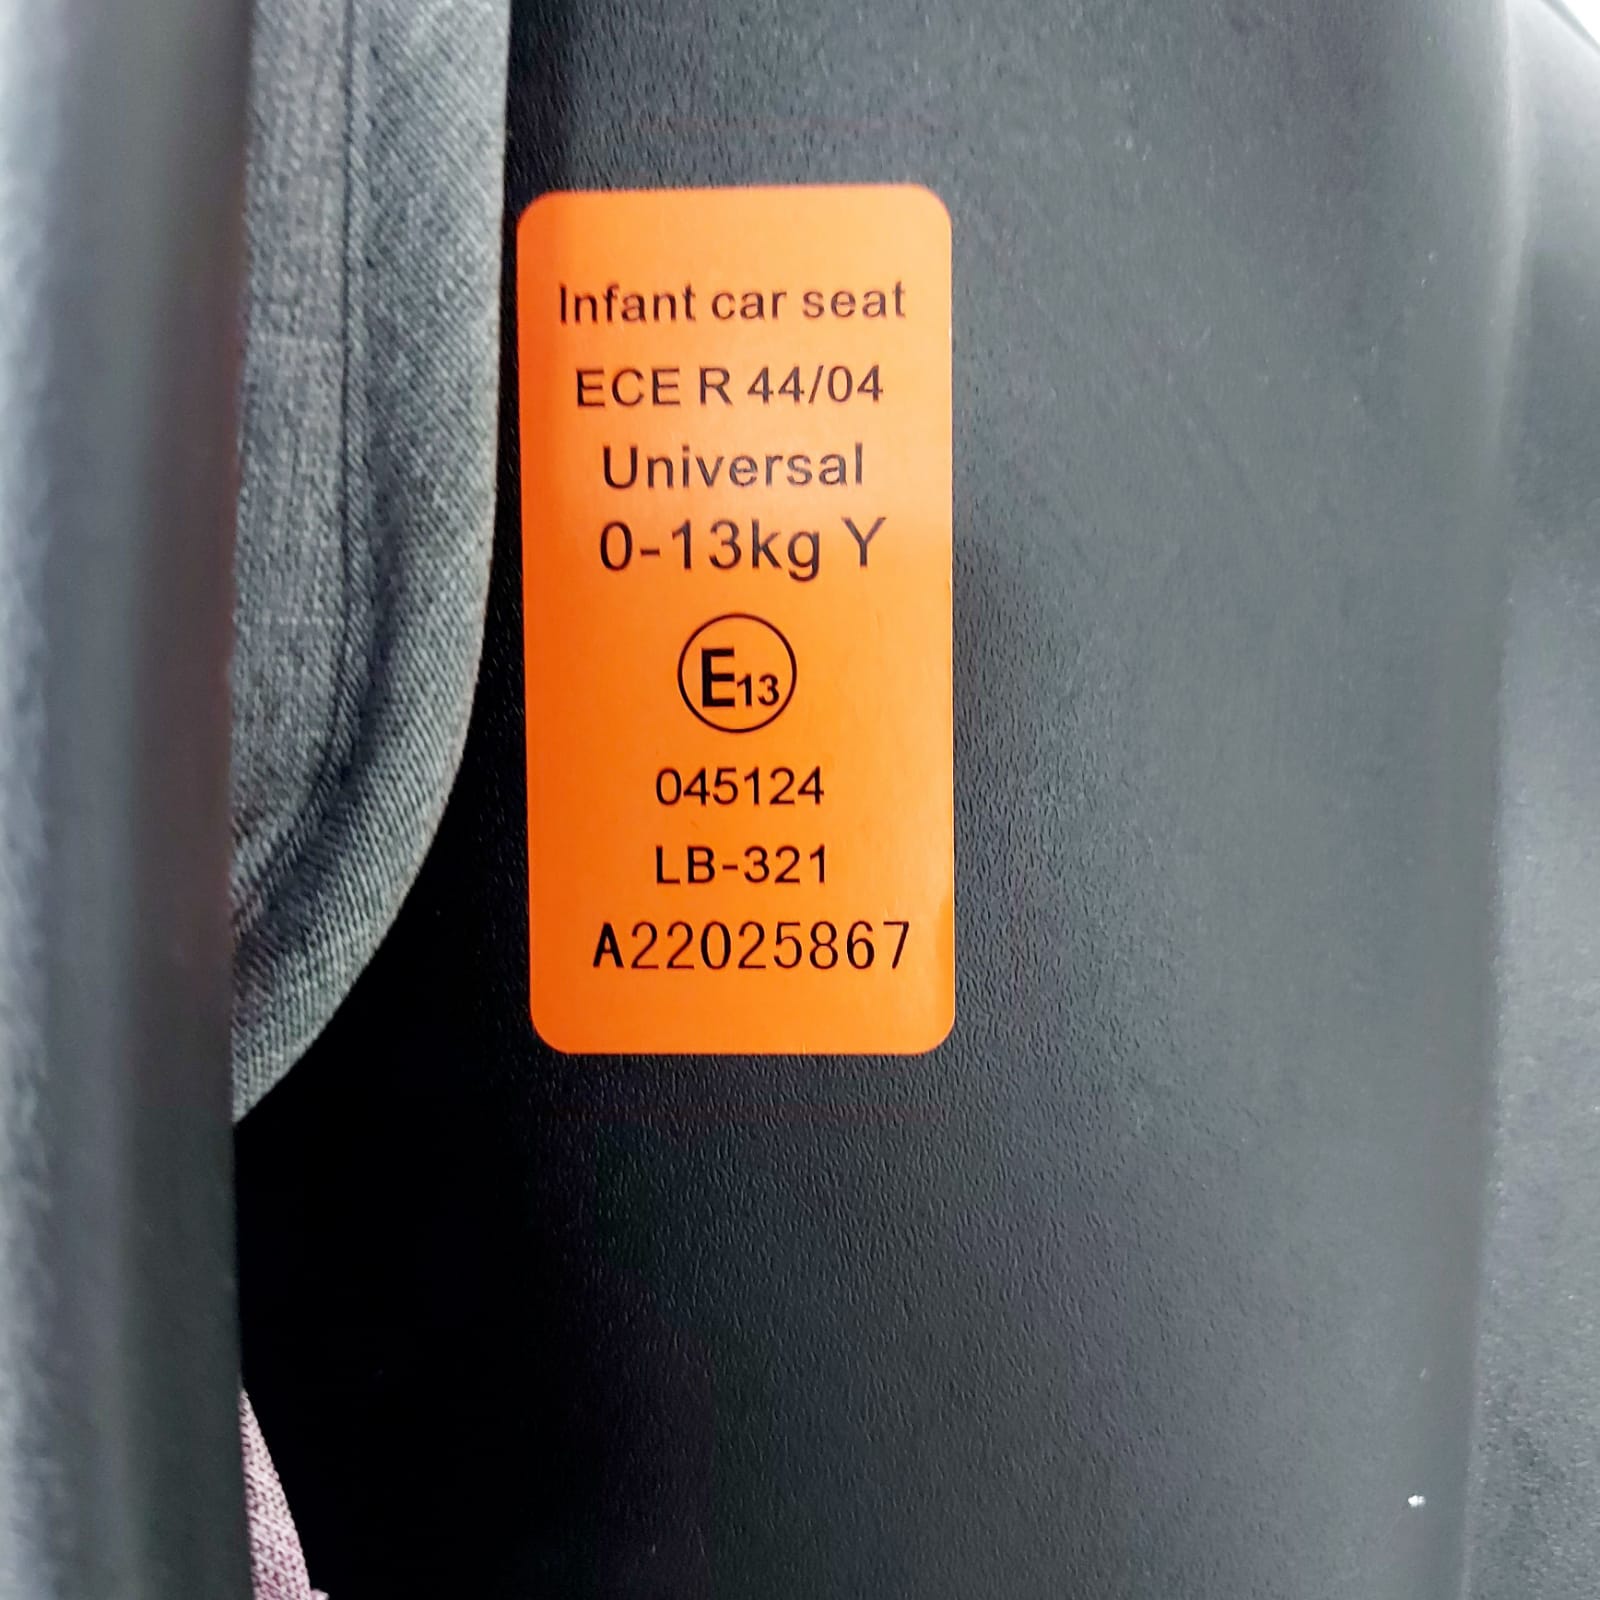 Infant car seat
ECE R 44/04
Universal
0-13kg Y
E13
045124
LB-321
A22025867